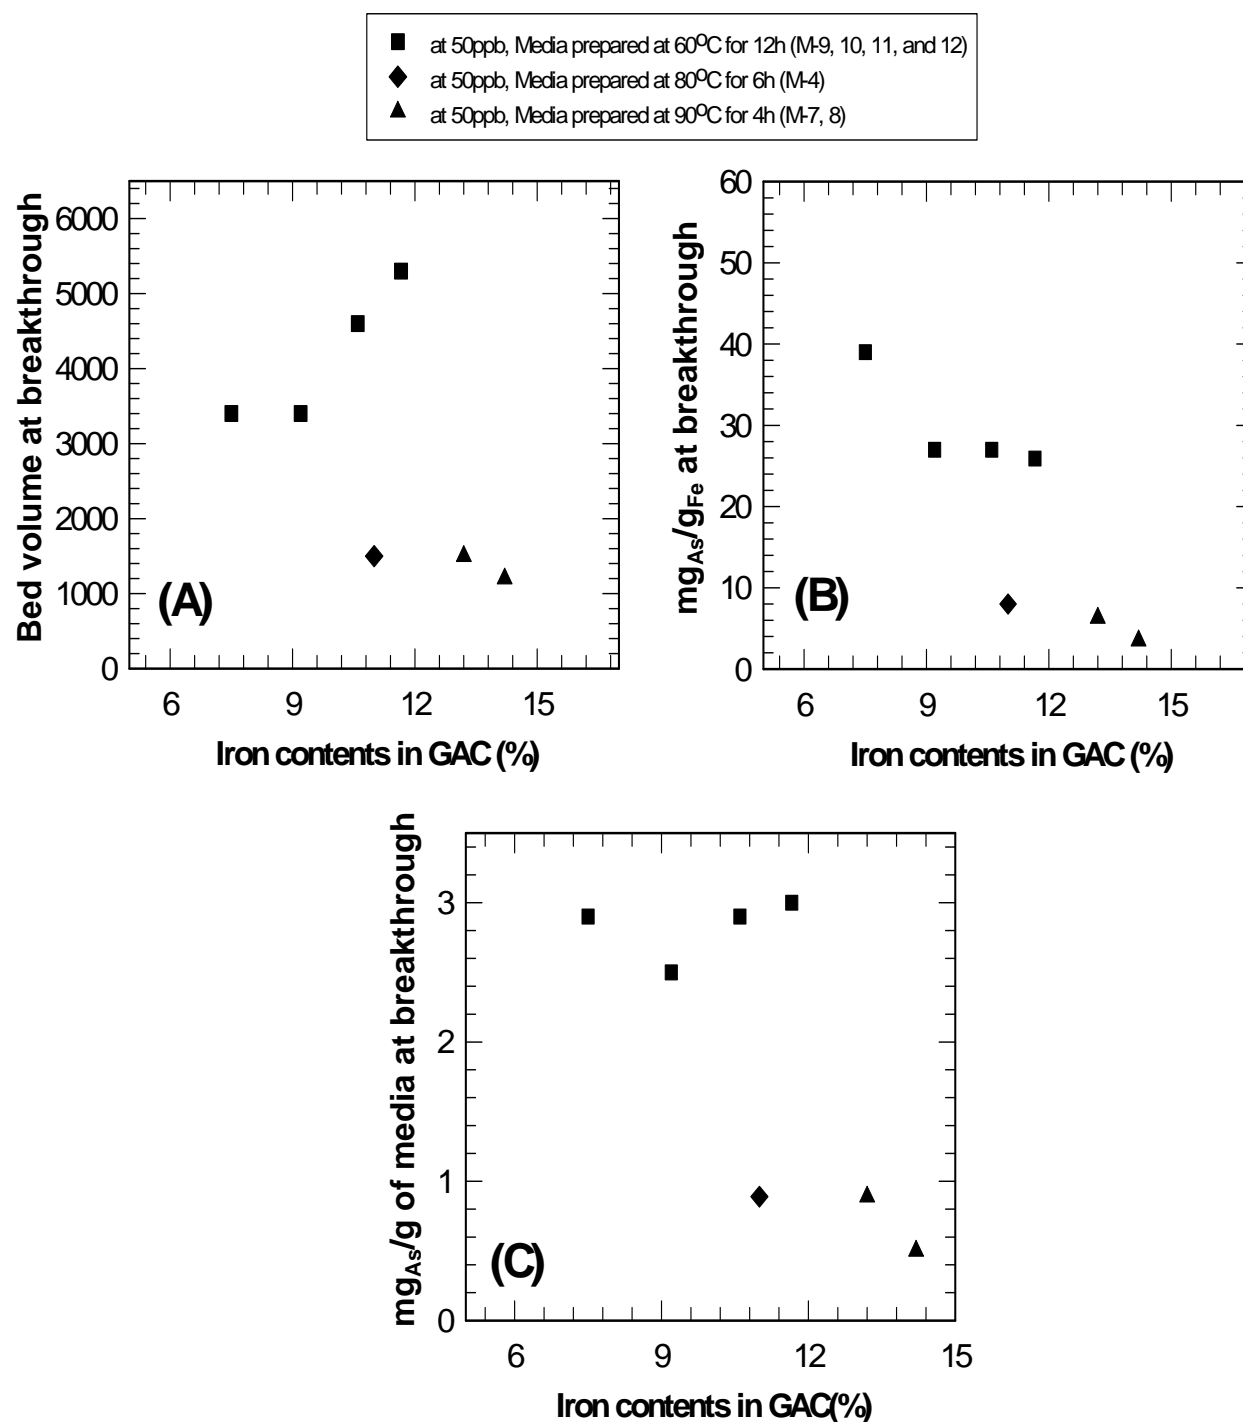 at 50ppb, Media prepared at 60ºC for 12h (M-9, 10, 11, and 12)
at 50ppb, Media prepared at 80ºC for 6h (M-4)
at 50ppb, Media prepared at 90ºC for 4h (M-7, 8)
Bed volume at breakthrough
6000
5000
4000
3000
2000
1000
0
(A)
6 9 12 15
Iron contents in GAC (%)
mgAs/gFe at breakthrough
60
50
40
30
20
10
0
(B)
6 9 12 15
Iron contents in GAC (%)
mgAs/g of media at breakthrough
3
2
1
0
(C)
6 9 12 15
Iron contents in GAC(%)